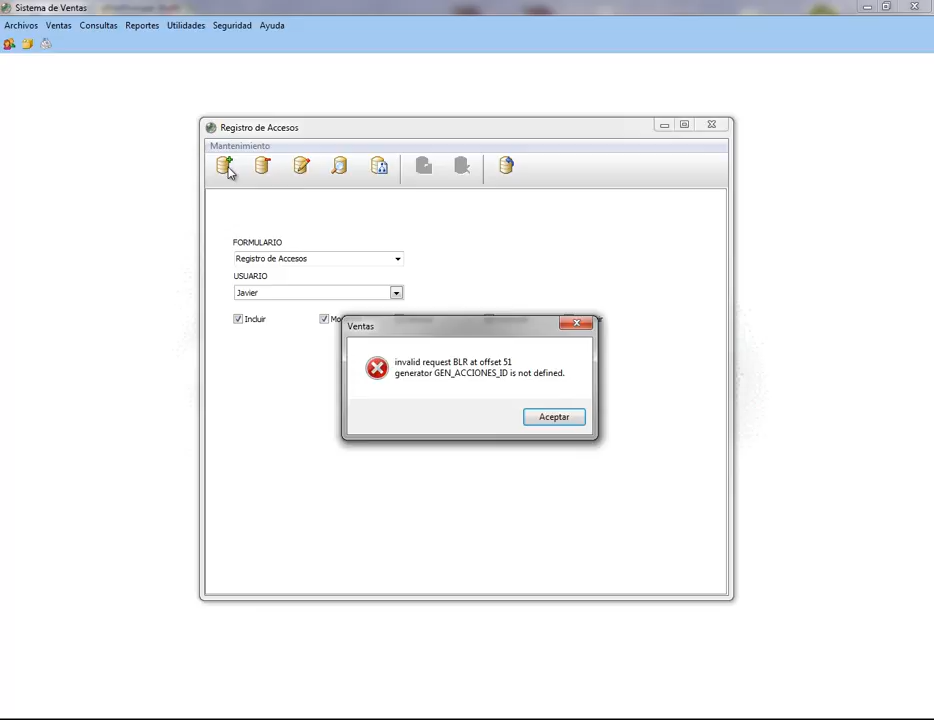 Sistema de Ventas
Archivos Ventas Consultas Reportes Utilidades Seguridad Ayuda
Registro de Accesos
Mantenimiento
FORMULARIO
Registro de Accesos
USUARIO
Javier
Incluir
Ventas
invalid request BLR at offset 51
generator GEN_ACCIONES_ID is not defined.
Aceptar